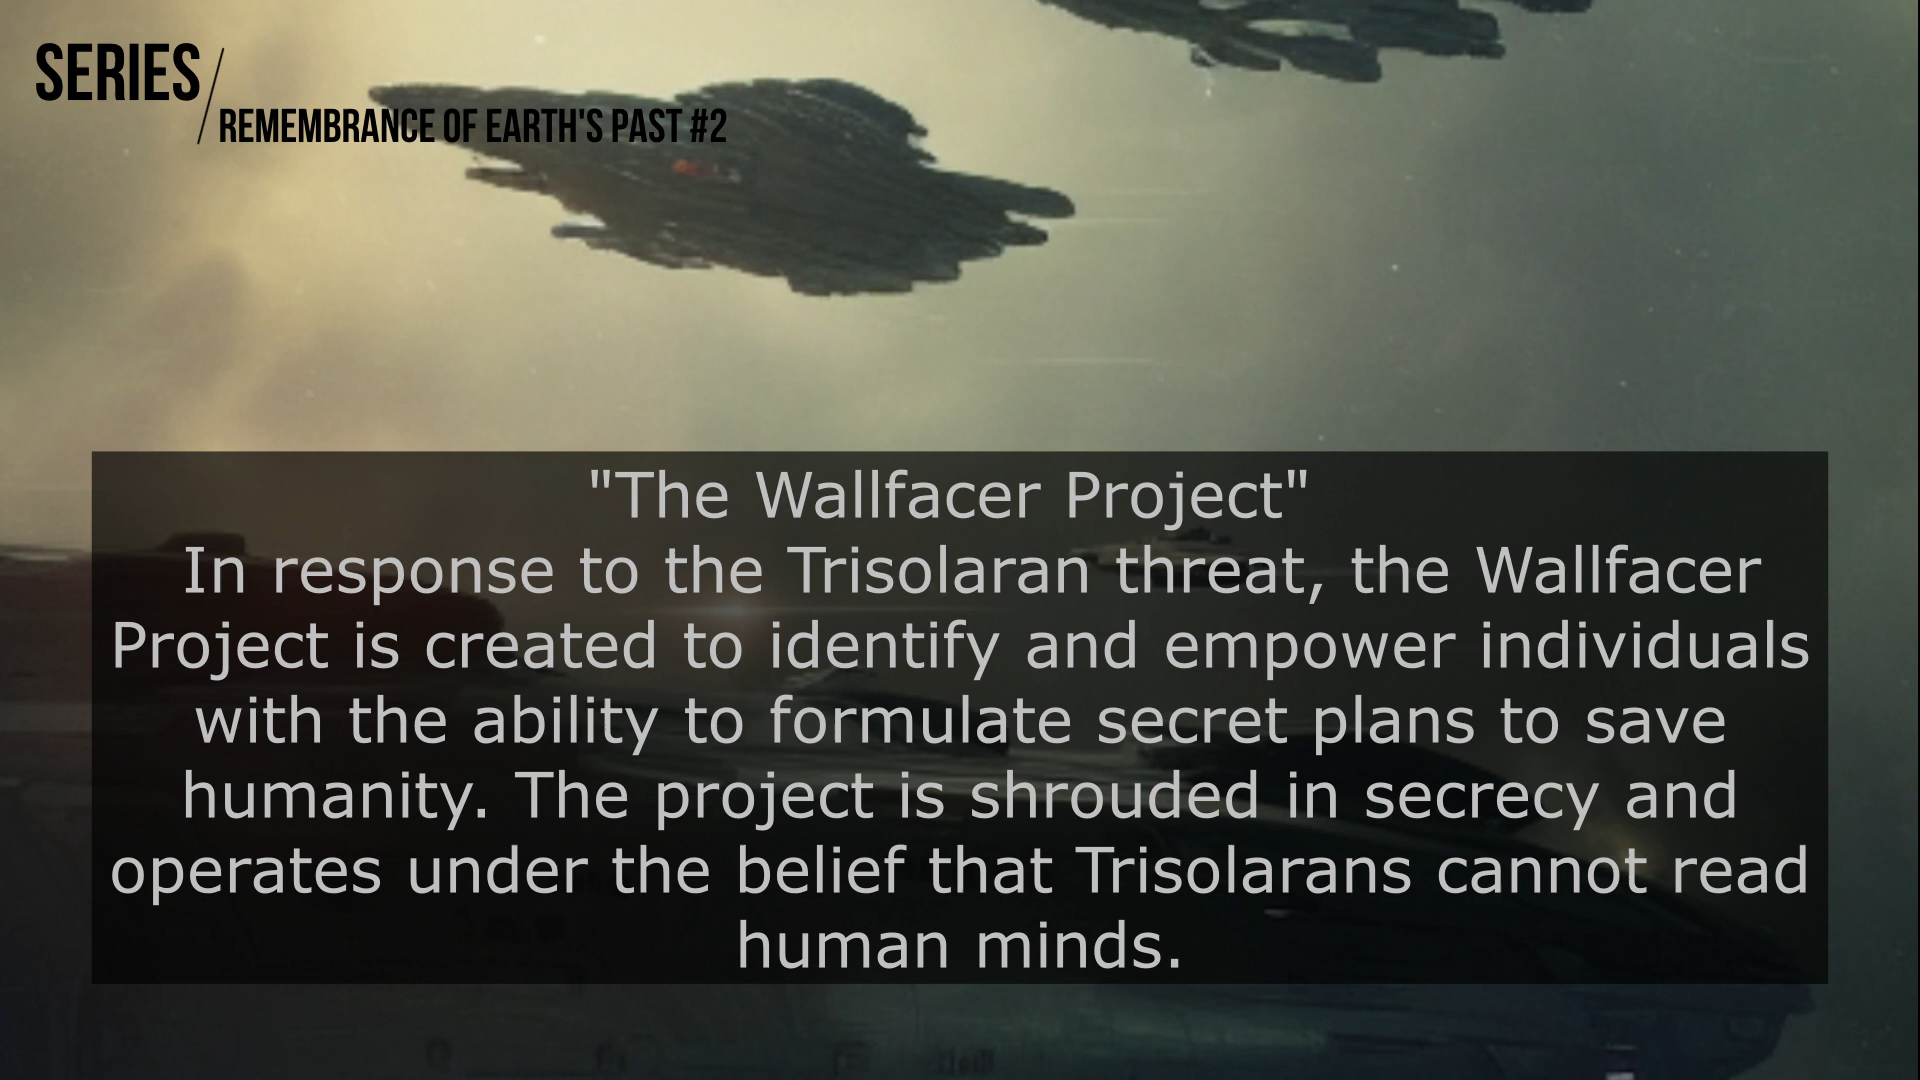 SERIES
REMEMBRANCE OF EARTH'S PAST #2
"The Wallfacer Project"
In response to the Trisolaran threat, the Wallfacer
Project is created to identify and empower individuals
with the ability to formulate secret plans to save
humanity. The project is shrouded in secrecy and
operates under the belief that Trisolarans cannot read
human minds.